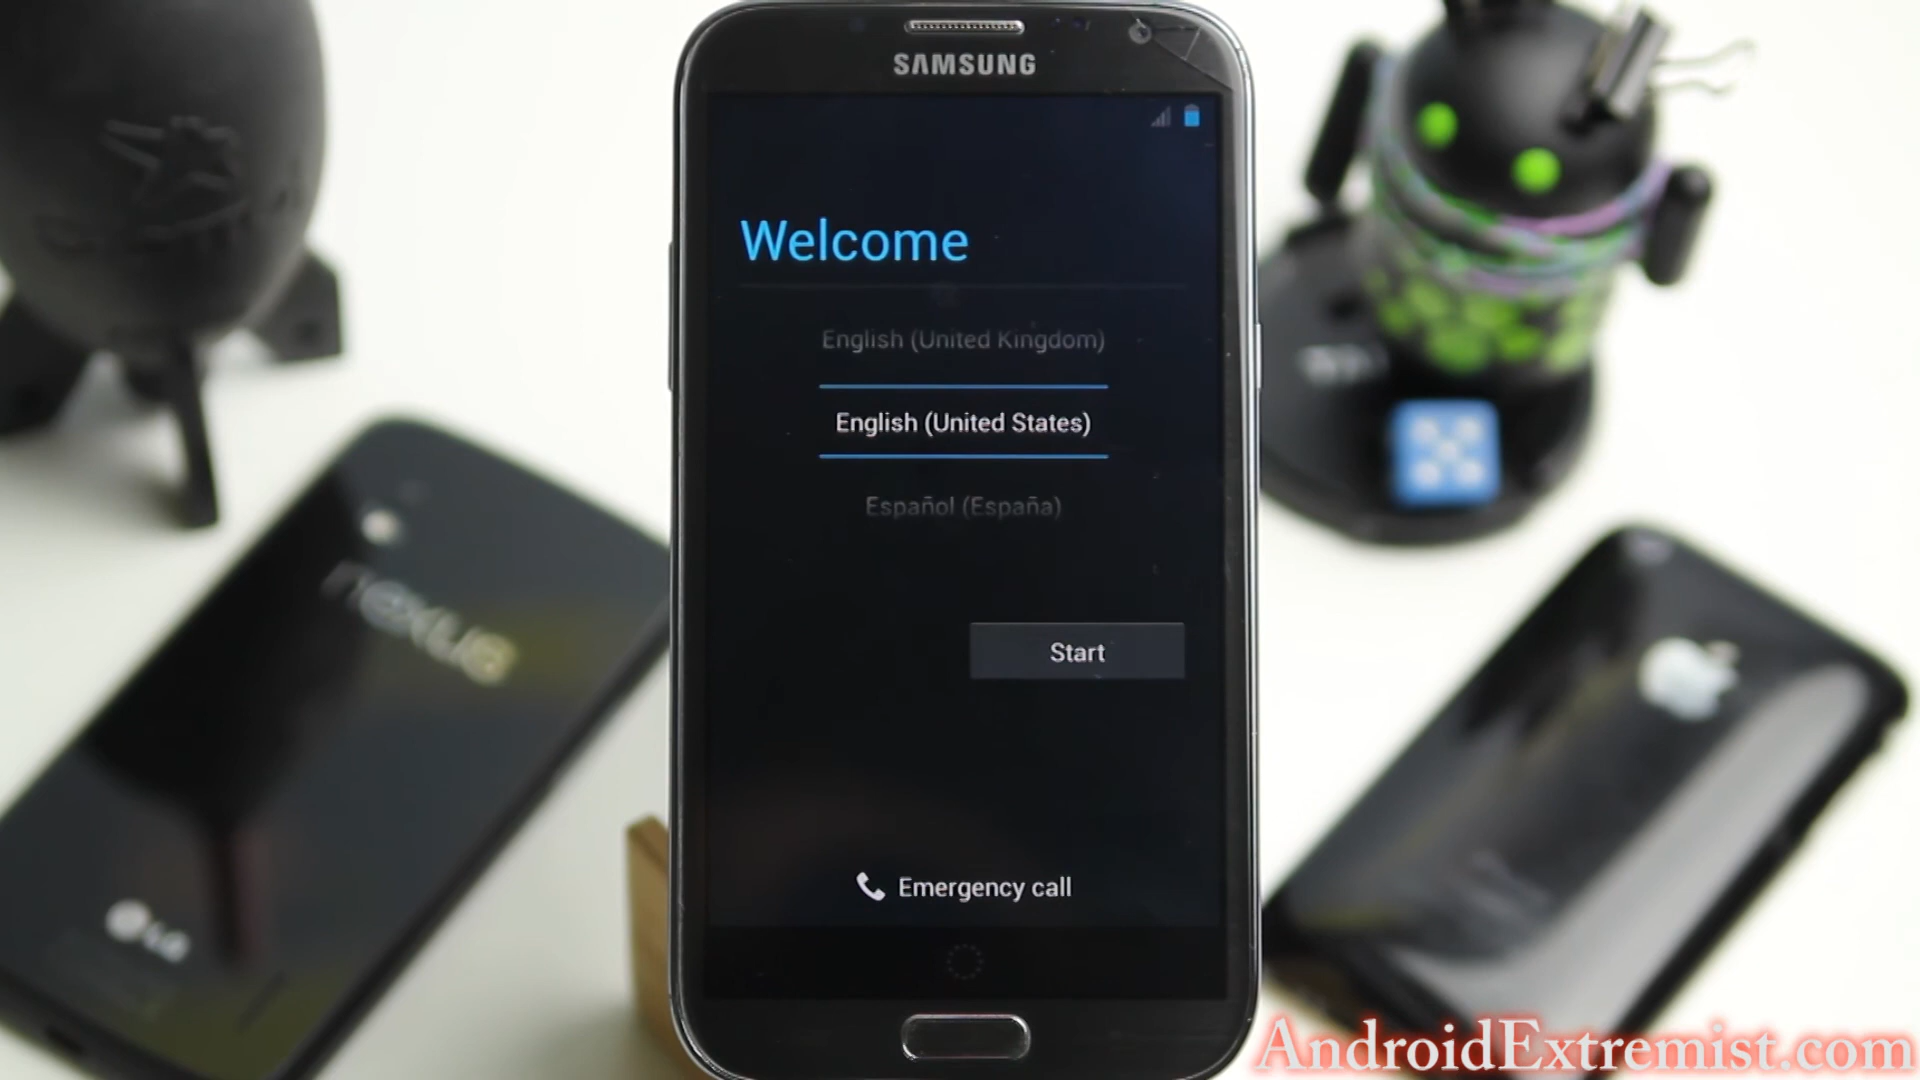 SAMSUNG
Welcome
English (United Kingdom)
English (United States)
Español (España)
Start
Emergency call
nexus
LG
AndroidExtremist.com